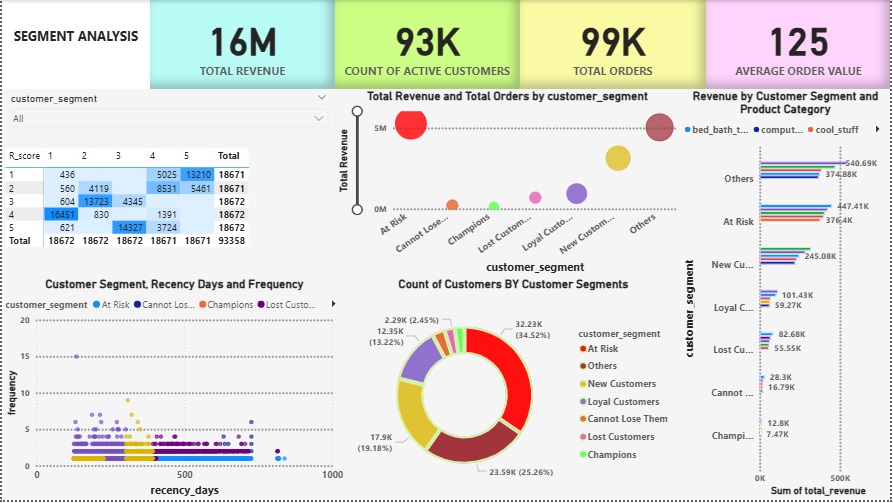 SEGMENT ANALYSIS
16M
TOTAL REVENUE
93K
COUNT OF ACTIVE CUSTOMERS
99K
TOTAL ORDERS
125
AVERAGE ORDER VALUE
customer_segment
All
R_score 1 2 3 4 5 Total
1 436 5025 13210 18671
2 560 4119 8531 5461 18671
3 604 13723 4345 18672
4 16451 830 1391 18672
5 621 14327 3724 18672
Total 18672 18672 18672 18671 18671 93358
Total Revenue and Total Orders by customer_segment
Total Revenue
5M
0M
At Risk
Cannot Lose...
Champions
Lost Custom...
Loyal Custo...
New Custom...
Others
customer_segment
Revenue by Customer Segment and
Product Category
bed_bath_t... comput... cool_stuff
customer_segment
Others
540.69K
374.88K
At Risk
447.41K
376.4K
New Cu...
245.08K
Loyal C...
101.43K
59.27K
Lost Cu...
82.68K
55.55K
Cannot ...
28.3K
16.79K
Champi...
12.8K
7.47K
0K 500K
Sum of total_revenue
Customer Segment, Recency Days and Frequency
customer_segment At Risk Cannot Los... Champions Lost Custo...
frequency
20
15
10
5
0
0 500 1000
recency_days
Count of Customers BY Customer Segments
2.29K (2.45%)
12.35K
(13.22%)
32.23K
(34.52%)
17.9K
(19.18%)
23.59K (25.26%)
customer_segment
At Risk
Others
New Customers
Loyal Customers
Cannot Lose Them
Lost Customers
Champions